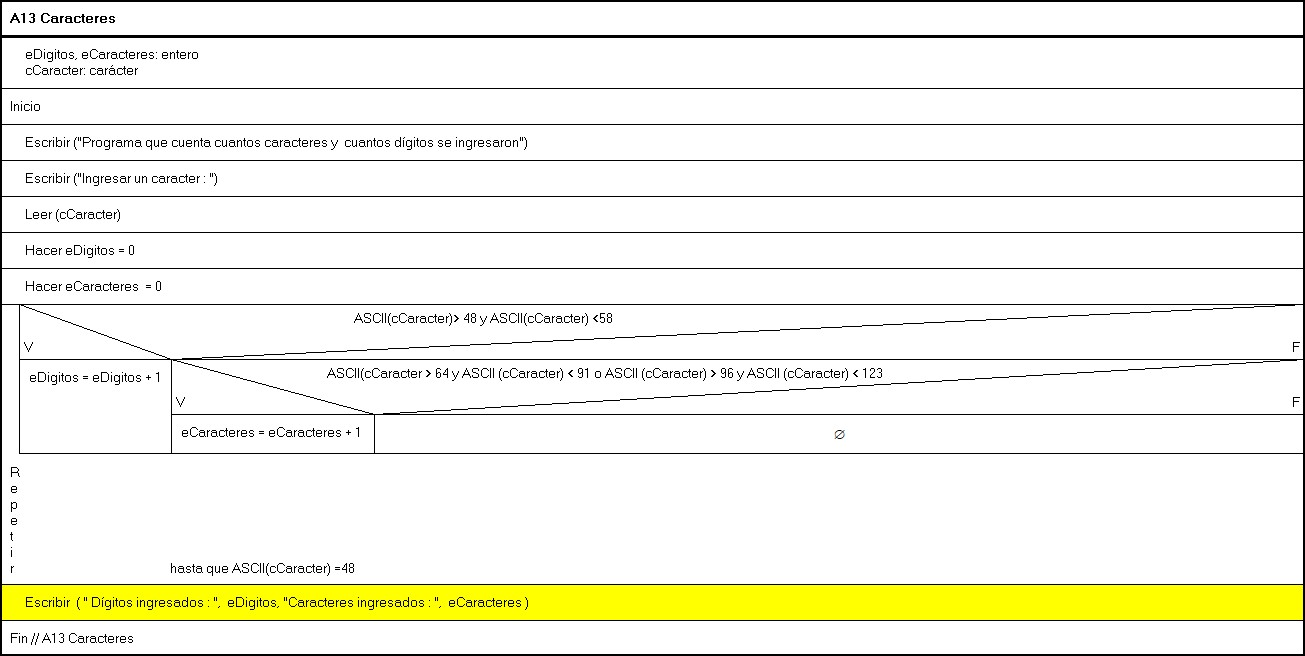 A13 Caracteres
eDigitos, eCaracteres: entero
cCaracter: carácter
Inicio
Escribir ("Programa que cuenta cuantos caracteres y  cuantos dígitos se ingresaron")
Escribir ("Ingresar un caracter : ")
Leer (cCaracter)
Hacer eDigitos = 0
Hacer eCaracteres  = 0
ASCII(cCaracter)> 48 y ASCII(cCaracter) <58
V
F
eDigitos = eDigitos + 1
ASCII(cCaracter > 64 y ASCII (cCaracter) < 91 o ASCII (cCaracter) > 96 y ASCII (cCaracter) < 123
V
F
eCaracteres = eCaracteres + 1
∅
Repetir
hasta que ASCII(cCaracter) =48
Escribir  ( " Dígitos ingresados : ",  eDigitos, "Caracteres ingresados : ",  eCaracteres )
Fin // A13 Caracteres